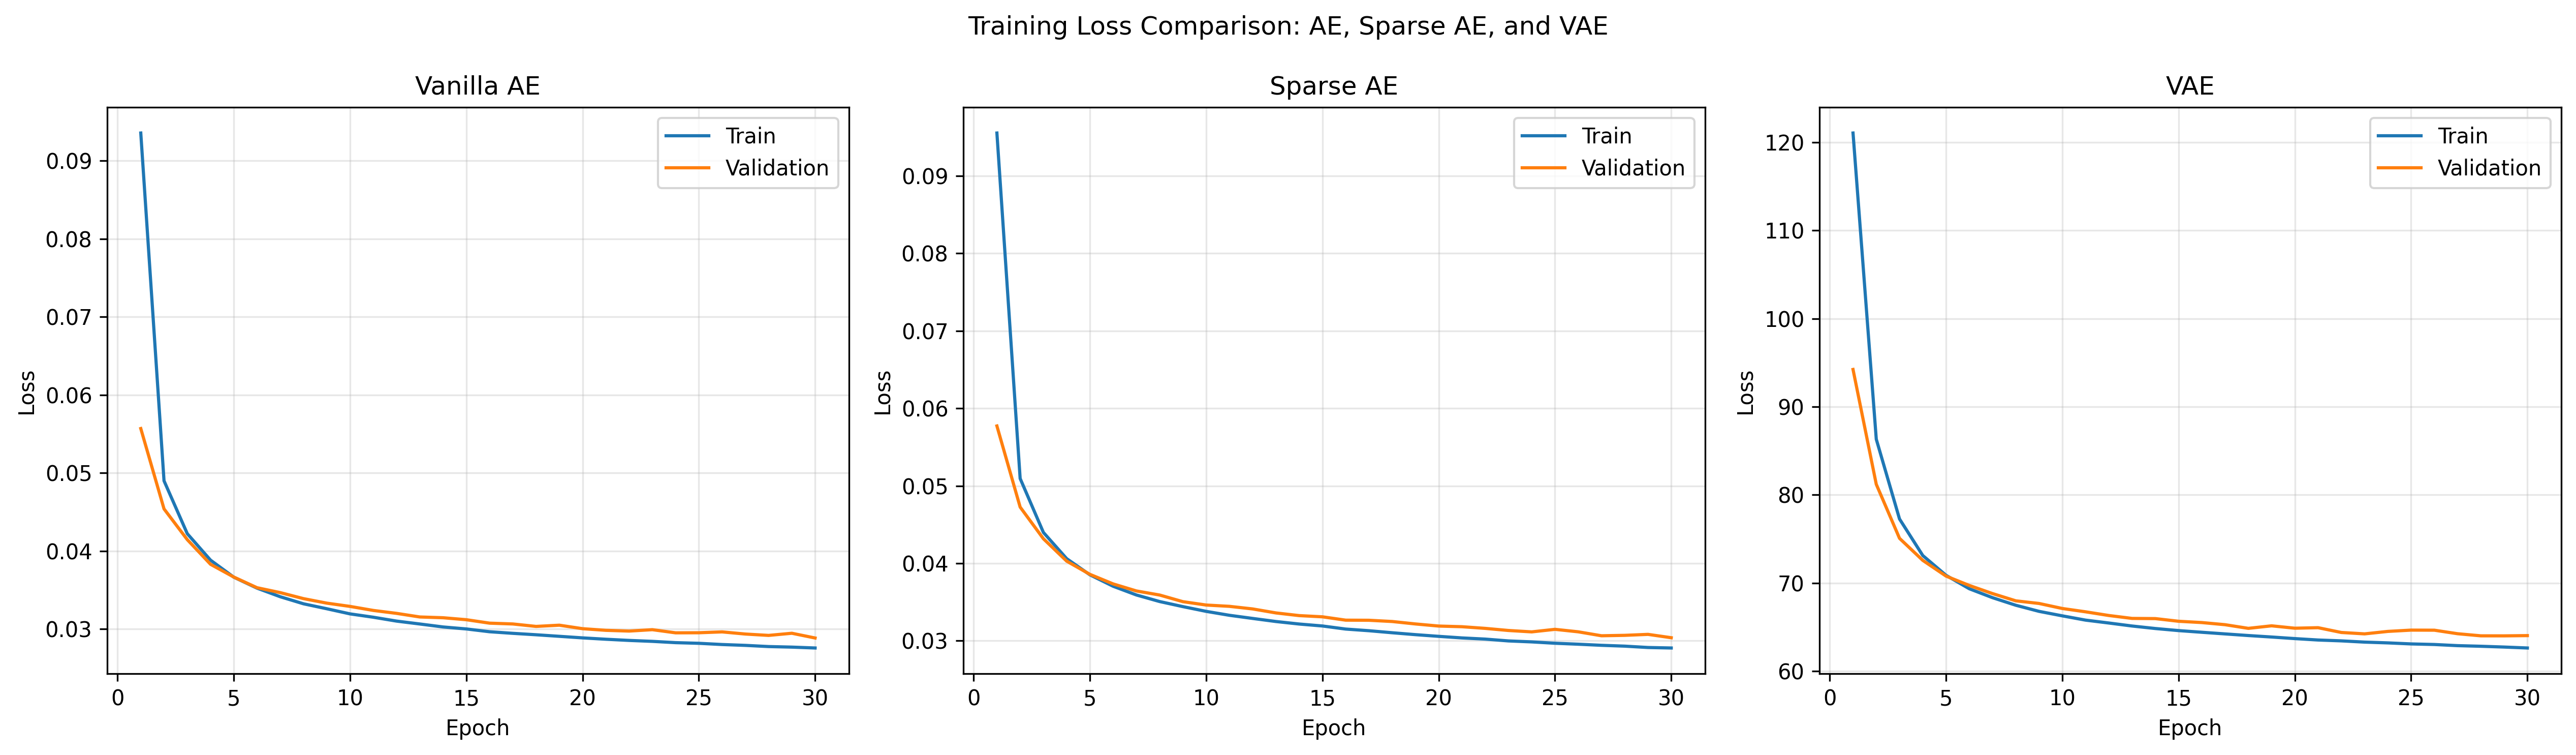 Training Loss Comparison: AE, Sparse AE, and VAE
Vanilla AE
Train
Validation
0.09
0.08
0.07
0.06
0.05
0.04
0.03
Loss
0 5 10 15 20 25 30
Epoch
Sparse AE
Train
Validation
0.09
0.08
0.07
0.06
0.05
0.04
0.03
Loss
0 5 10 15 20 25 30
Epoch
VAE
Train
Validation
120
110
100
90
80
70
60
Loss
0 5 10 15 20 25 30
Epoch